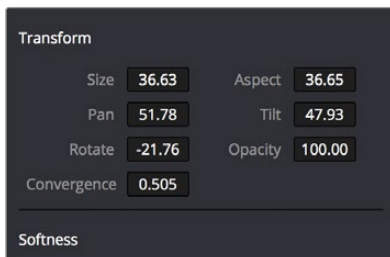 Transform
Size 36.63 Aspect 36.65
Pan 51.78 Tilt 47.93
Rotate -21.76 Opacity 100.00
Convergence 0.505
Softness